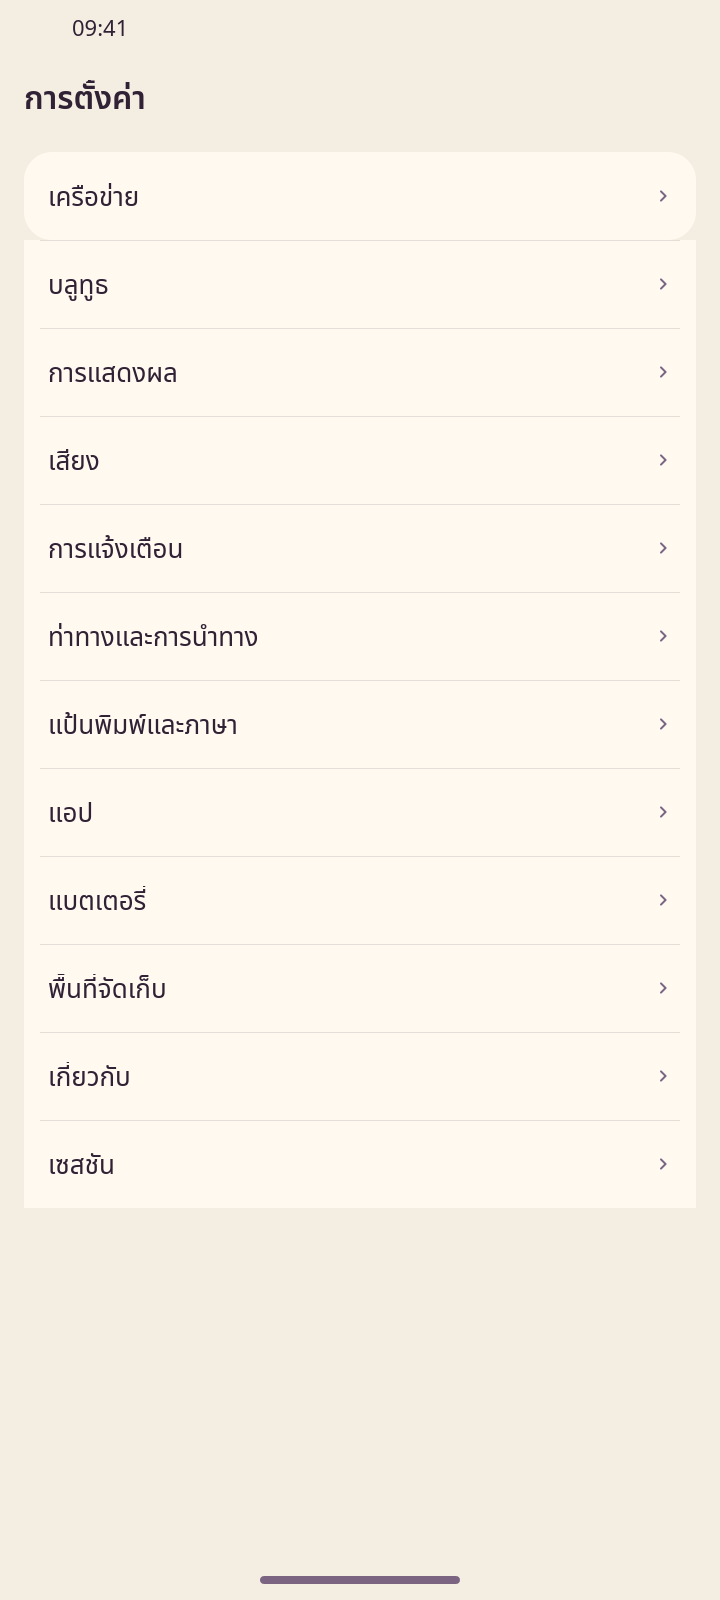 09:41
การตั้งค่า
เครือข่าย
บลูทูธ
การแสดงผล
เสียง
การแจ้งเตือน
ท่าทางและการนำทาง
แป้นพิมพ์และภาษา
แอป
แบตเตอรี่
พื้นที่จัดเก็บ
เกี่ยวกับ
เซสชัน